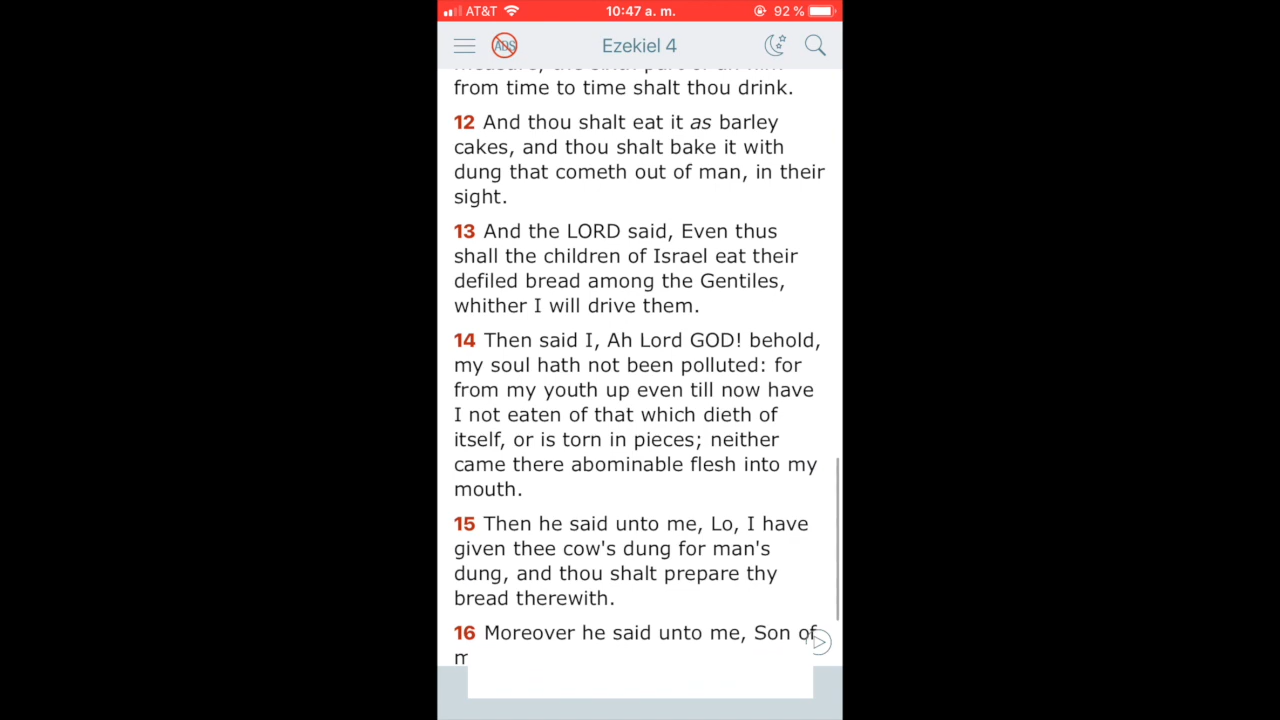 AT&T 10:47 a. m. 92 %
ADS Ezekiel 4
from time to time shalt thou drink.
12 And thou shalt eat it as barley
cakes, and thou shalt bake it with
dung that cometh out of man, in their
sight.
13 And the LORD said, Even thus
shall the children of Israel eat their
defiled bread among the Gentiles,
whither I will drive them.
14 Then said I, Ah Lord GOD! behold,
my soul hath not been polluted: for
from my youth up even till now have
I not eaten of that which dieth of
itself, or is torn in pieces; neither
came there abominable flesh into my
mouth.
15 Then he said unto me, Lo, I have
given thee cow's dung for man's
dung, and thou shalt prepare thy
bread therewith.
16 Moreover he said unto me, Son of